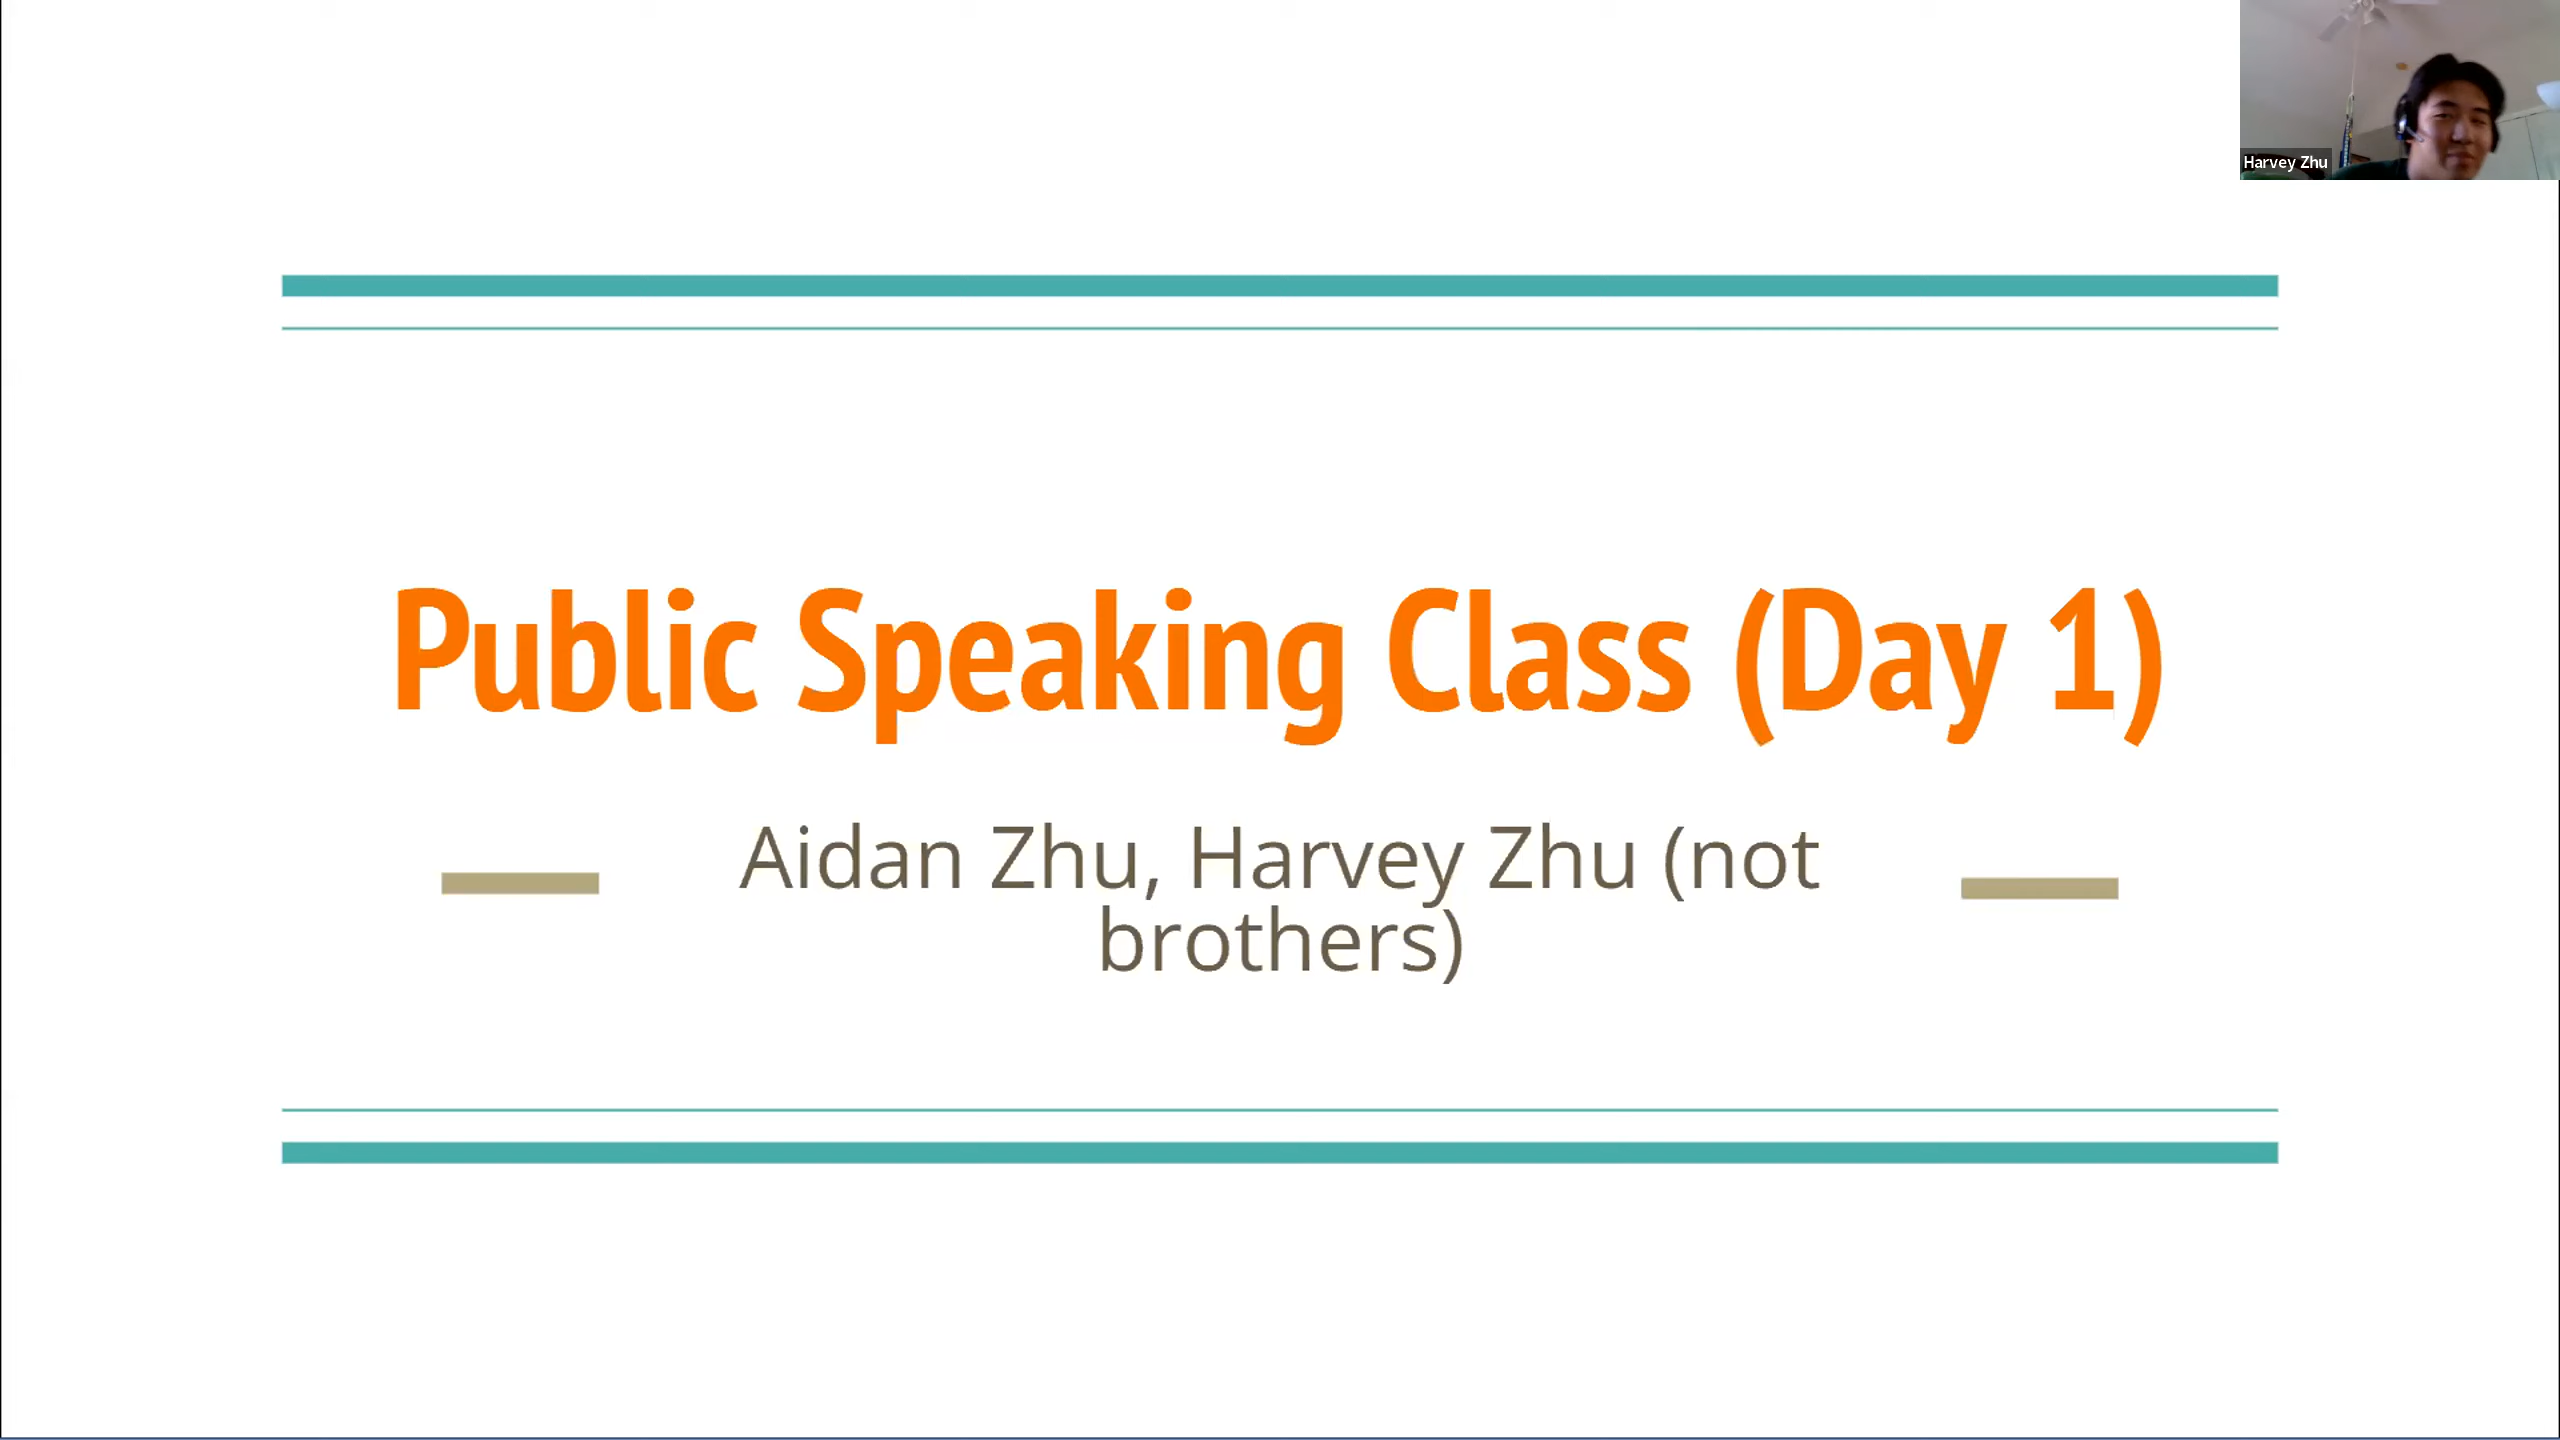 Harvey Zhu
Public Speaking Class (Day 1)
Aidan Zhu, Harvey Zhu (not
brothers)